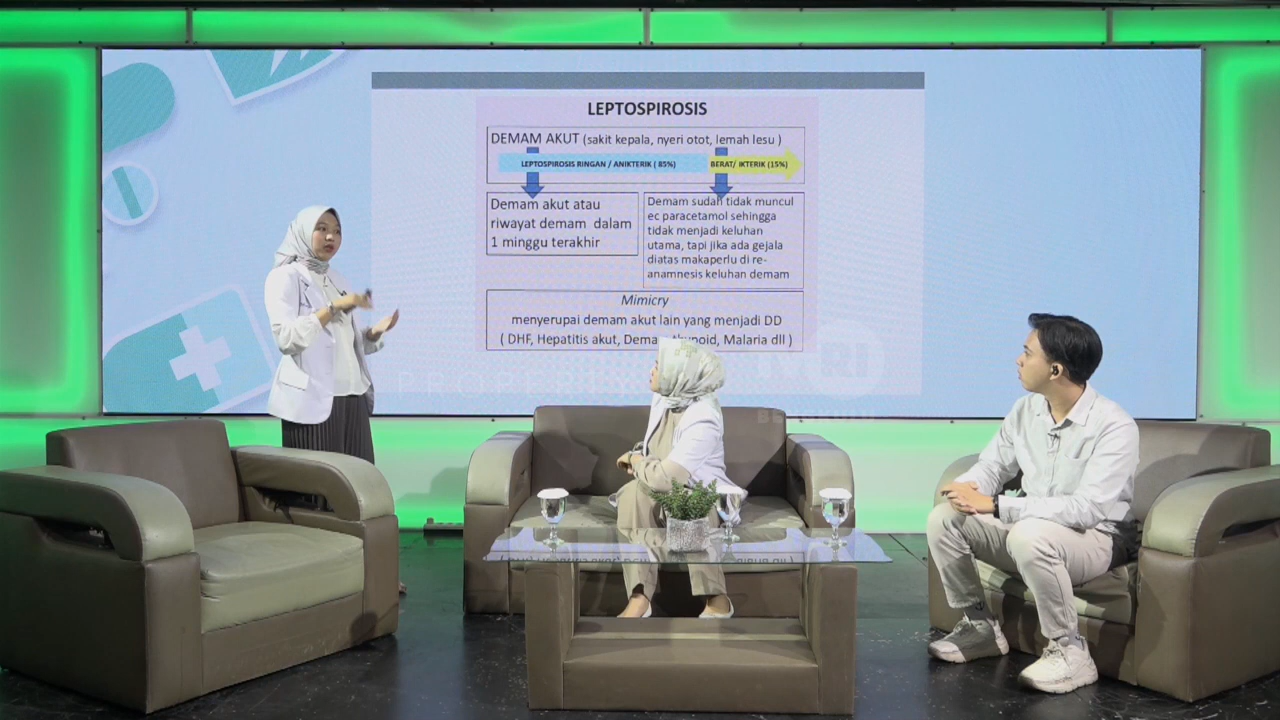 LEPTOSPIROSIS
DEMAM AKUT (sakit kepala, nyeri otot, lemah lesu )
LEPTOSPIROSIS RINGAN / ANIKTERIK ( 85%)
BERAT/ IKTERIK (15%)
Demam akut atau
riwayat demam dalam
1 minggu terakhir
Demam sudah tidak muncul
ec paracetamol sehingga
tidak menjadi keluhan
utama, tapi jika ada gejala
diatas makaperlu di re-
anamnesis keluhan demam
Mimicry
menyerupai demam akut lain yang menjadi DD
( DHF, Hepatitis akut, Demam thypoid, Malaria dll )
PROPERTY